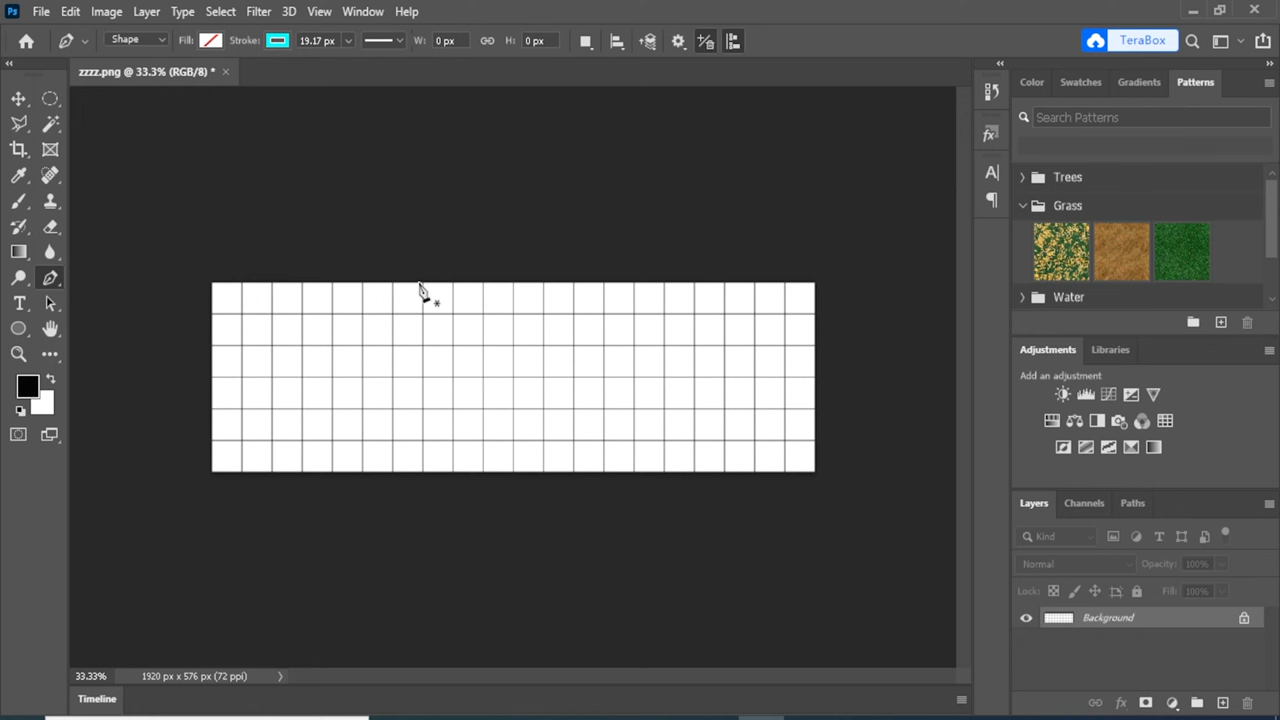 Ps File Edit Image Layer Type Select Filter 3D View Window Help
Shape Fill: Stroke: 19.17 px W: 0 px H: 0 px TeraBox
zzzz.png @ 33.3% (RGB/8) *
Color Swatches Gradients Patterns
Search Patterns
Trees
Grass
Water
Adjustments Libraries
Add an adjustment
Layers Channels Paths
Kind
Normal Opacity: 100%
Lock: Fill: 100%
Background
33.33% 1920 px x 576 px (72 ppi)
Timeline